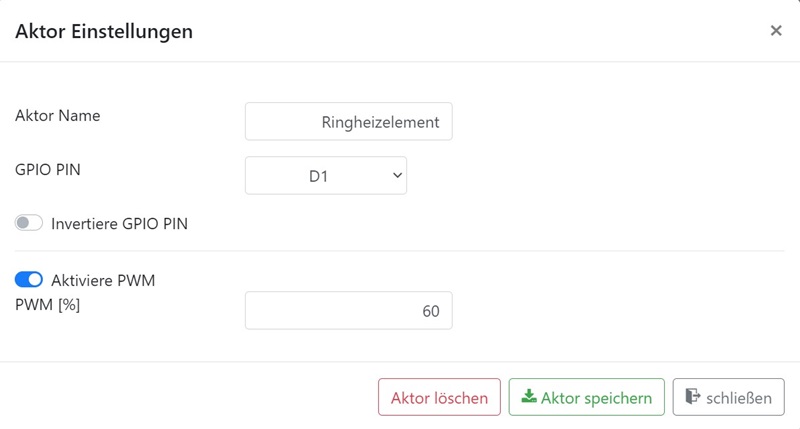 Aktor Einstellungen
Aktor Name
Ringheizelement
GPIO PIN
D1
Invertiere GPIO PIN
Aktiviere PWM
PWM [%]
60
Aktor löschen
Aktor speichern
schließen